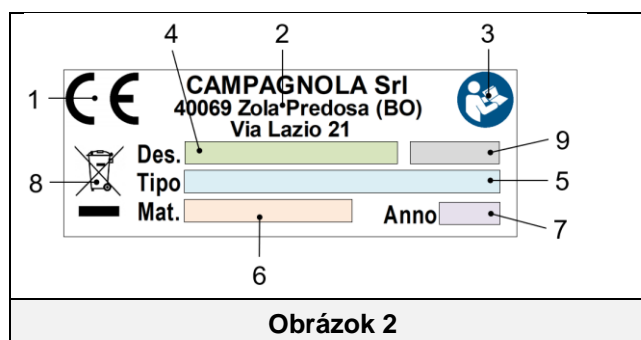 4 2 3
1 CE CAMPAGNOLA Srl
40069 Zola Predosa (BO)
Via Lazio 21
Des. 9
8 Tipo 5
Mat. Anno 7
6
Obrázok 2